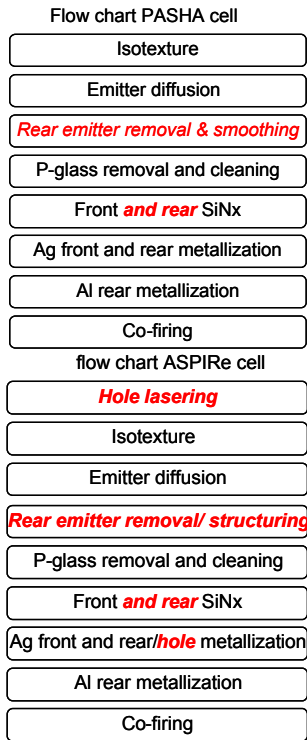 Flow chart PASHA cell
Isotexture
Emitter diffusion
Rear emitter removal & smoothing
P-glass removal and cleaning
Front and rear SiNx
Ag front and rear metallization
Al rear metallization
Co-firing
flow chart ASPIRe cell
Hole lasering
Isotexture
Emitter diffusion
Rear emitter removal/ structuring
P-glass removal and cleaning
Front and rear SiNx
Ag front and rear/hole metallization
Al rear metallization
Co-firing